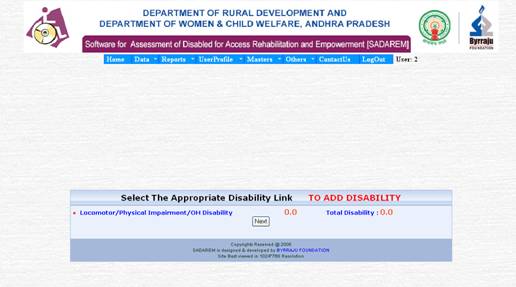 DEPARTMENT OF RURAL DEVELOPMENT AND
DEPARTMENT OF WOMEN & CHILD WELFARE, ANDHRA PRADESH
Software for Assessment of Disabled for Access Rehabilitation and Empowerment [SADAREM]
Byrraju
FOUNDATION
Home Data Reports UserProfile Masters Others ContactUs LogOut User: 2
Select The Appropriate Disability Link TO ADD DISABILITY
Locomotor/Physical Impairment/OH Disability 0.0 Total Disability : 0.0
Next
Copyrights Reserved @ 2008
SADAREM is designed & developed by BYRRAJU FOUNDATION
Site Best viewed in 1024*768 Resolution